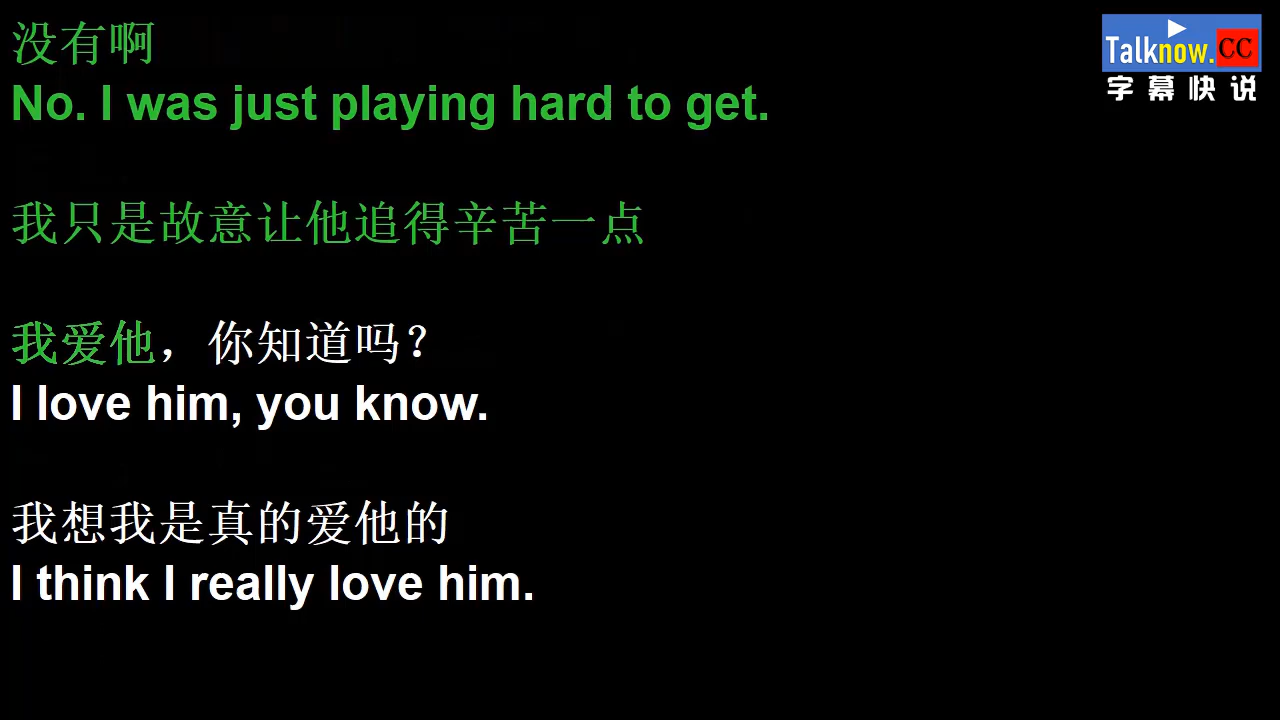 没有啊
No. I was just playing hard to get.
我只是故意让他追得辛苦一点
我爱他，你知道吗？
I love him, you know.
我想我是真的爱他的
I think I really love him.
Talknow.CC
字幕快说